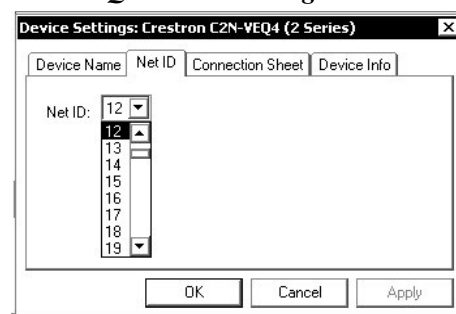 Device Settings: Crestron C2N-VEQ4 (2 Series)
Device Name Net ID Connection Sheet Device Info
Net ID: 12
12
13
14
15
16
17
18
19
OK Cancel Apply